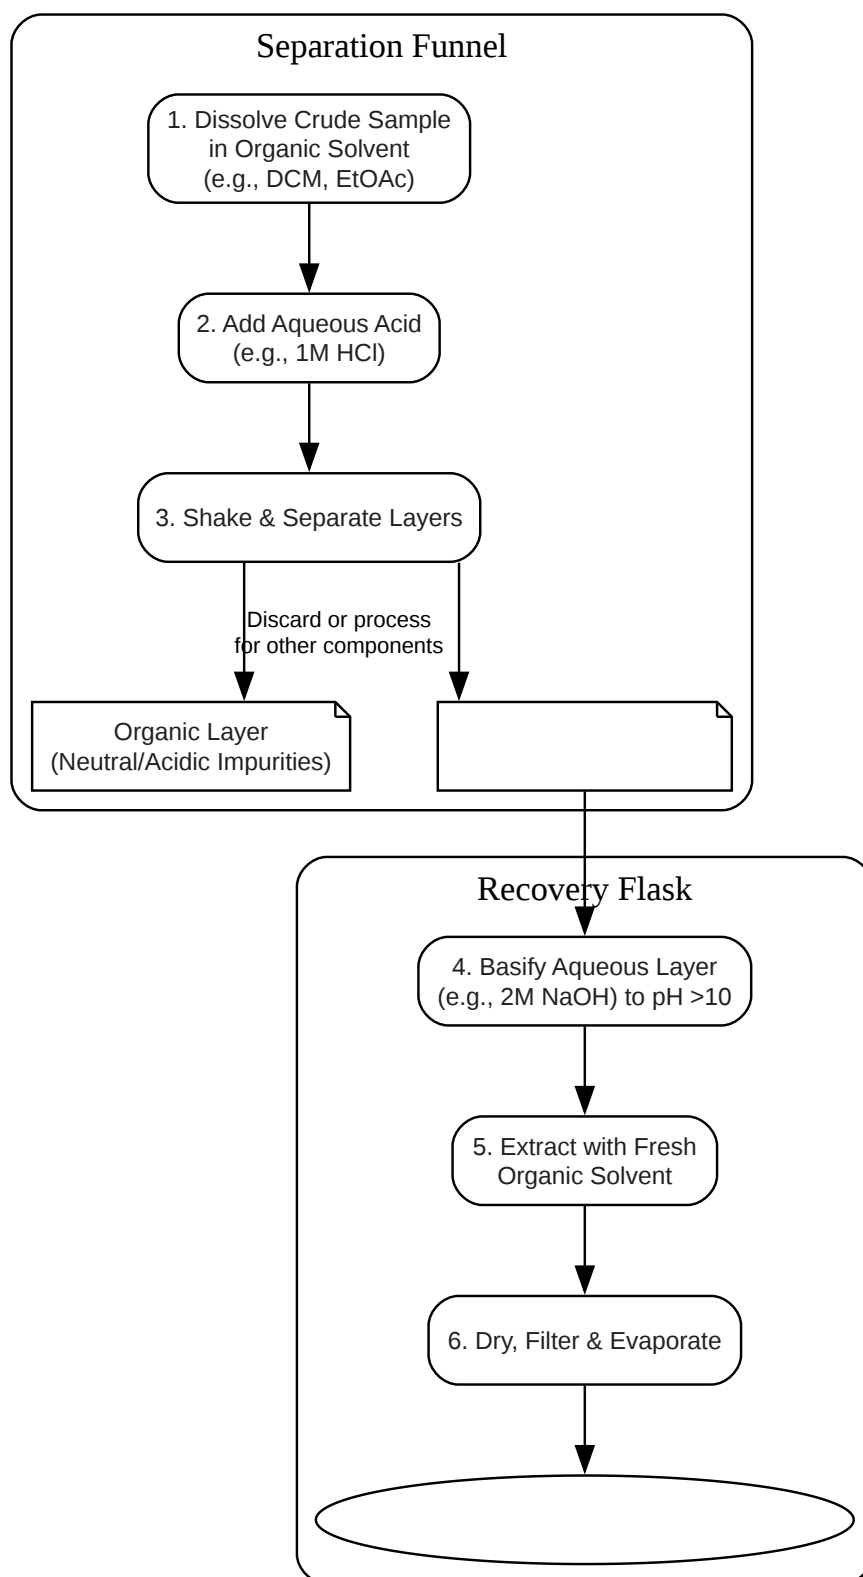 Separation Funnel
1. Dissolve Crude Sample
in Organic Solvent
(e.g., DCM, EtOAc)
2. Add Aqueous Acid
(e.g., 1M HCl)
3. Shake & Separate Layers
Discard or process
for other components
Organic Layer
(Neutral/Acidic Impurities)
Recovery Flask
4. Basify Aqueous Layer
(e.g., 2M NaOH) to pH >10
5. Extract with Fresh
Organic Solvent
6. Dry, Filter & Evaporate